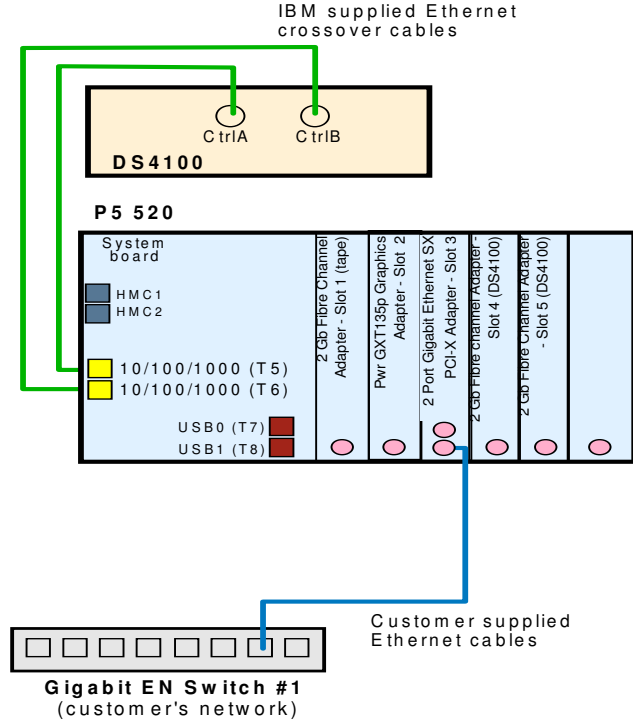 IBM supplied Ethernet
crossover cables
CtrlA
CtrlB
DS4100
P5 520
System
board
HMC1
HMC2
10/100/1000 (T5)
10/100/1000 (T6)
USB0 (T7)
USB1 (T8)
2 Gb Fibre Channel
Adapter - Slot 1 (tape)
Pwr GXT135p Graphics
Adapter - Slot 2
2 Port Gigabit Ethernet SX
PCI-X Adapter - Slot 3
2 Gb Fibre channel Adapter -
Slot 4 (DS4100)
2 Gb Fibre Channel Adapter
- Slot 5 (DS4100)
Customer supplied
Ethernet cables
Gigabit EN Switch #1
(customer's network)